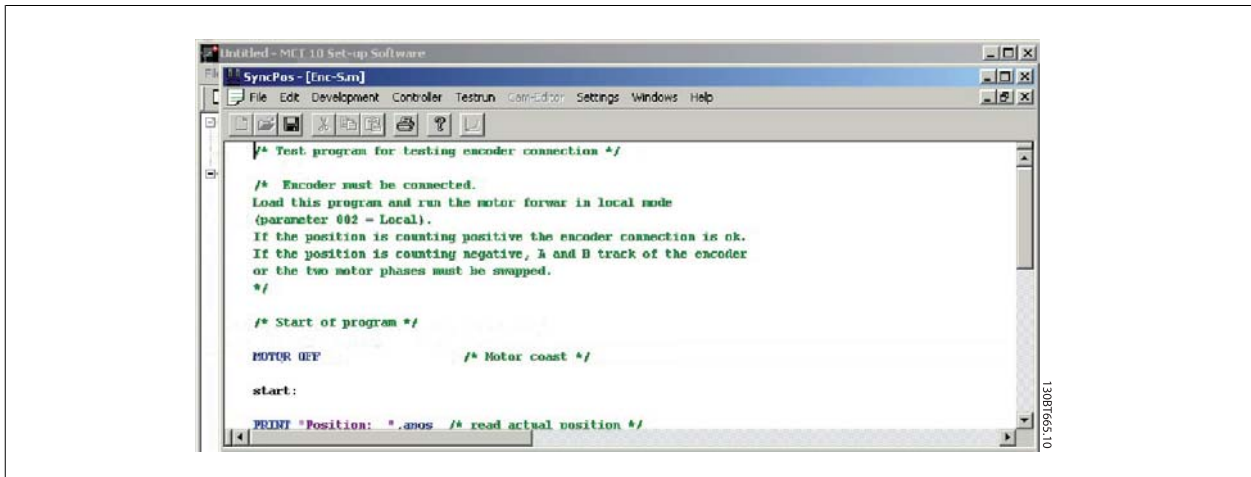 Untitled - MCT 10 Set-up Software
SyncPos - [Enc-S.m]
File Edit Development Controller Testrun Cam-Editor Settings Windows Help
/* Test program for testing encoder connection */
/* Encoder must be connected.
Load this program and run the motor forwar in local mode
(parameter 002 = Local).
If the position is counting positive the encoder connection is ok.
If the position is counting negative, A and B track of the encoder
or the two motor phases must be swapped.
*/
/* Start of program */
MOTOR OFF /* Motor coast */
start:
PRINT "Position: ",apos /* read actual position */
130BT665.10